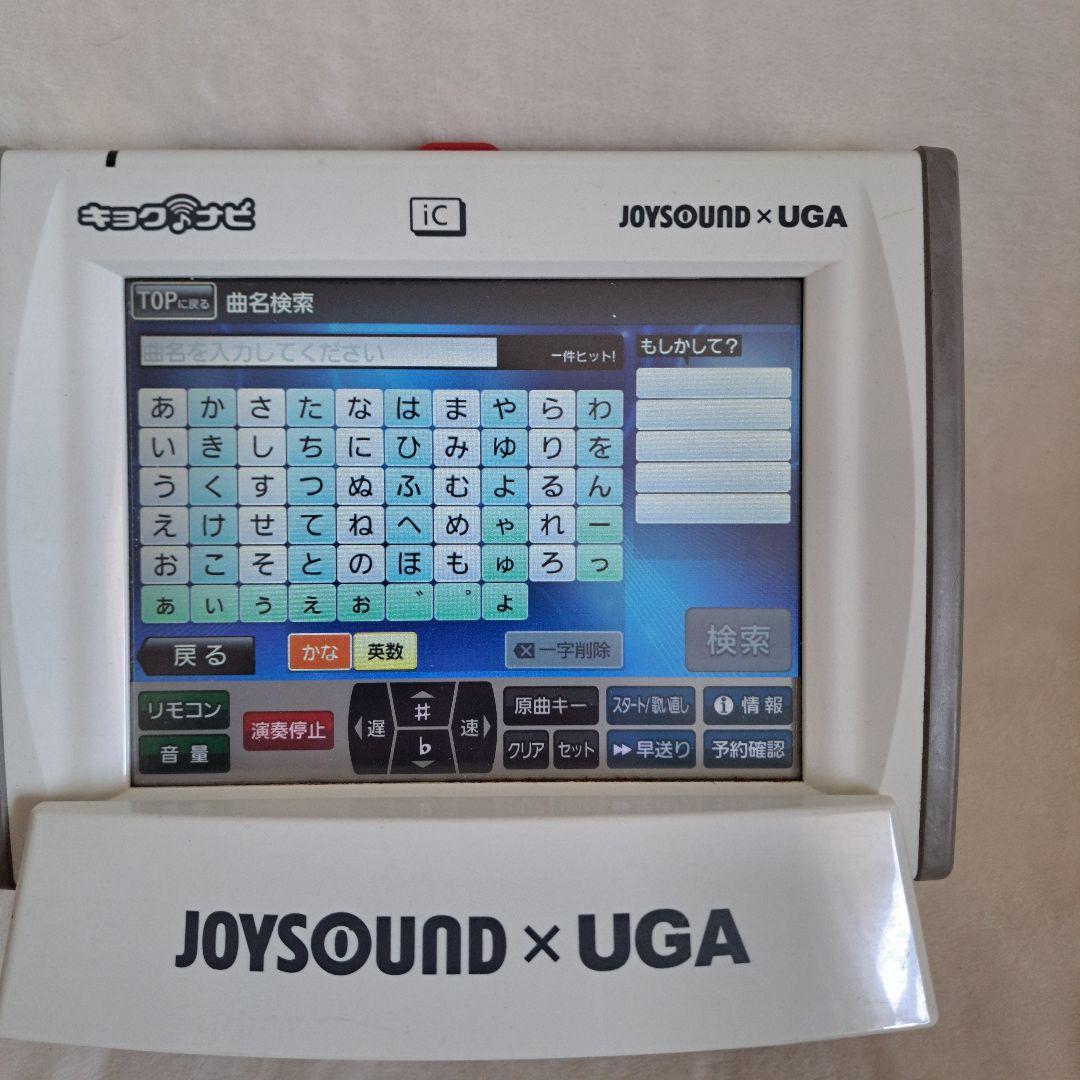 キョクナビ iC JOYSOUND×UGA
TOPに戻る 曲名検索
曲名を入力してください 一件ヒット! もしかして?
あ か さ た な は ま や ら わ
い き し ち に ひ み ゆ り を
う く す つ ぬ ふ む よ る ん
え け せ て ね へ め ゃ れ ー
お こ そ と の ほ も ゅ ろ っ
ぁ ぃ ぅ ぇ ぉ ゛ ゜ ょ
戻る かな 英数 一字削除 検索
リモコン 演奏停止 遅 ♯ 速 原曲キー スタート/歌い直し 情報
音量 ♭ クリア セット 早送り 予約確認
JOYSOUND×UGA